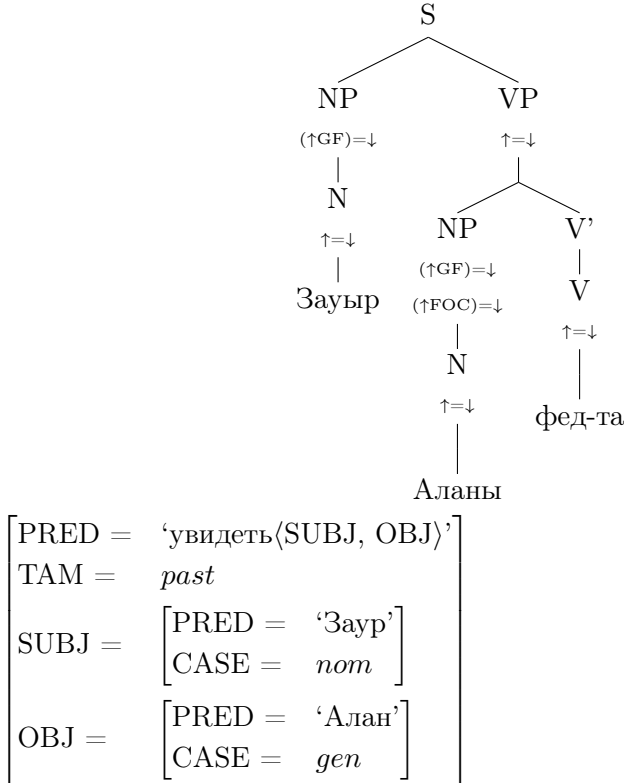 S
NP VP
(↑GF)=↓ ↑=↓
N
NP V'
↑=↓
(↑GF)=↓
Зауыр (↑FOC)=↓ V
↑=↓
N
↑=↓
фед-та
Аланы
PRED = ‘увидеть⟨SUBJ, OBJ⟩’
TAM = past
SUBJ = [PRED = ‘Заур’
CASE = nom]
OBJ = [PRED = ‘Алан’
CASE = gen]